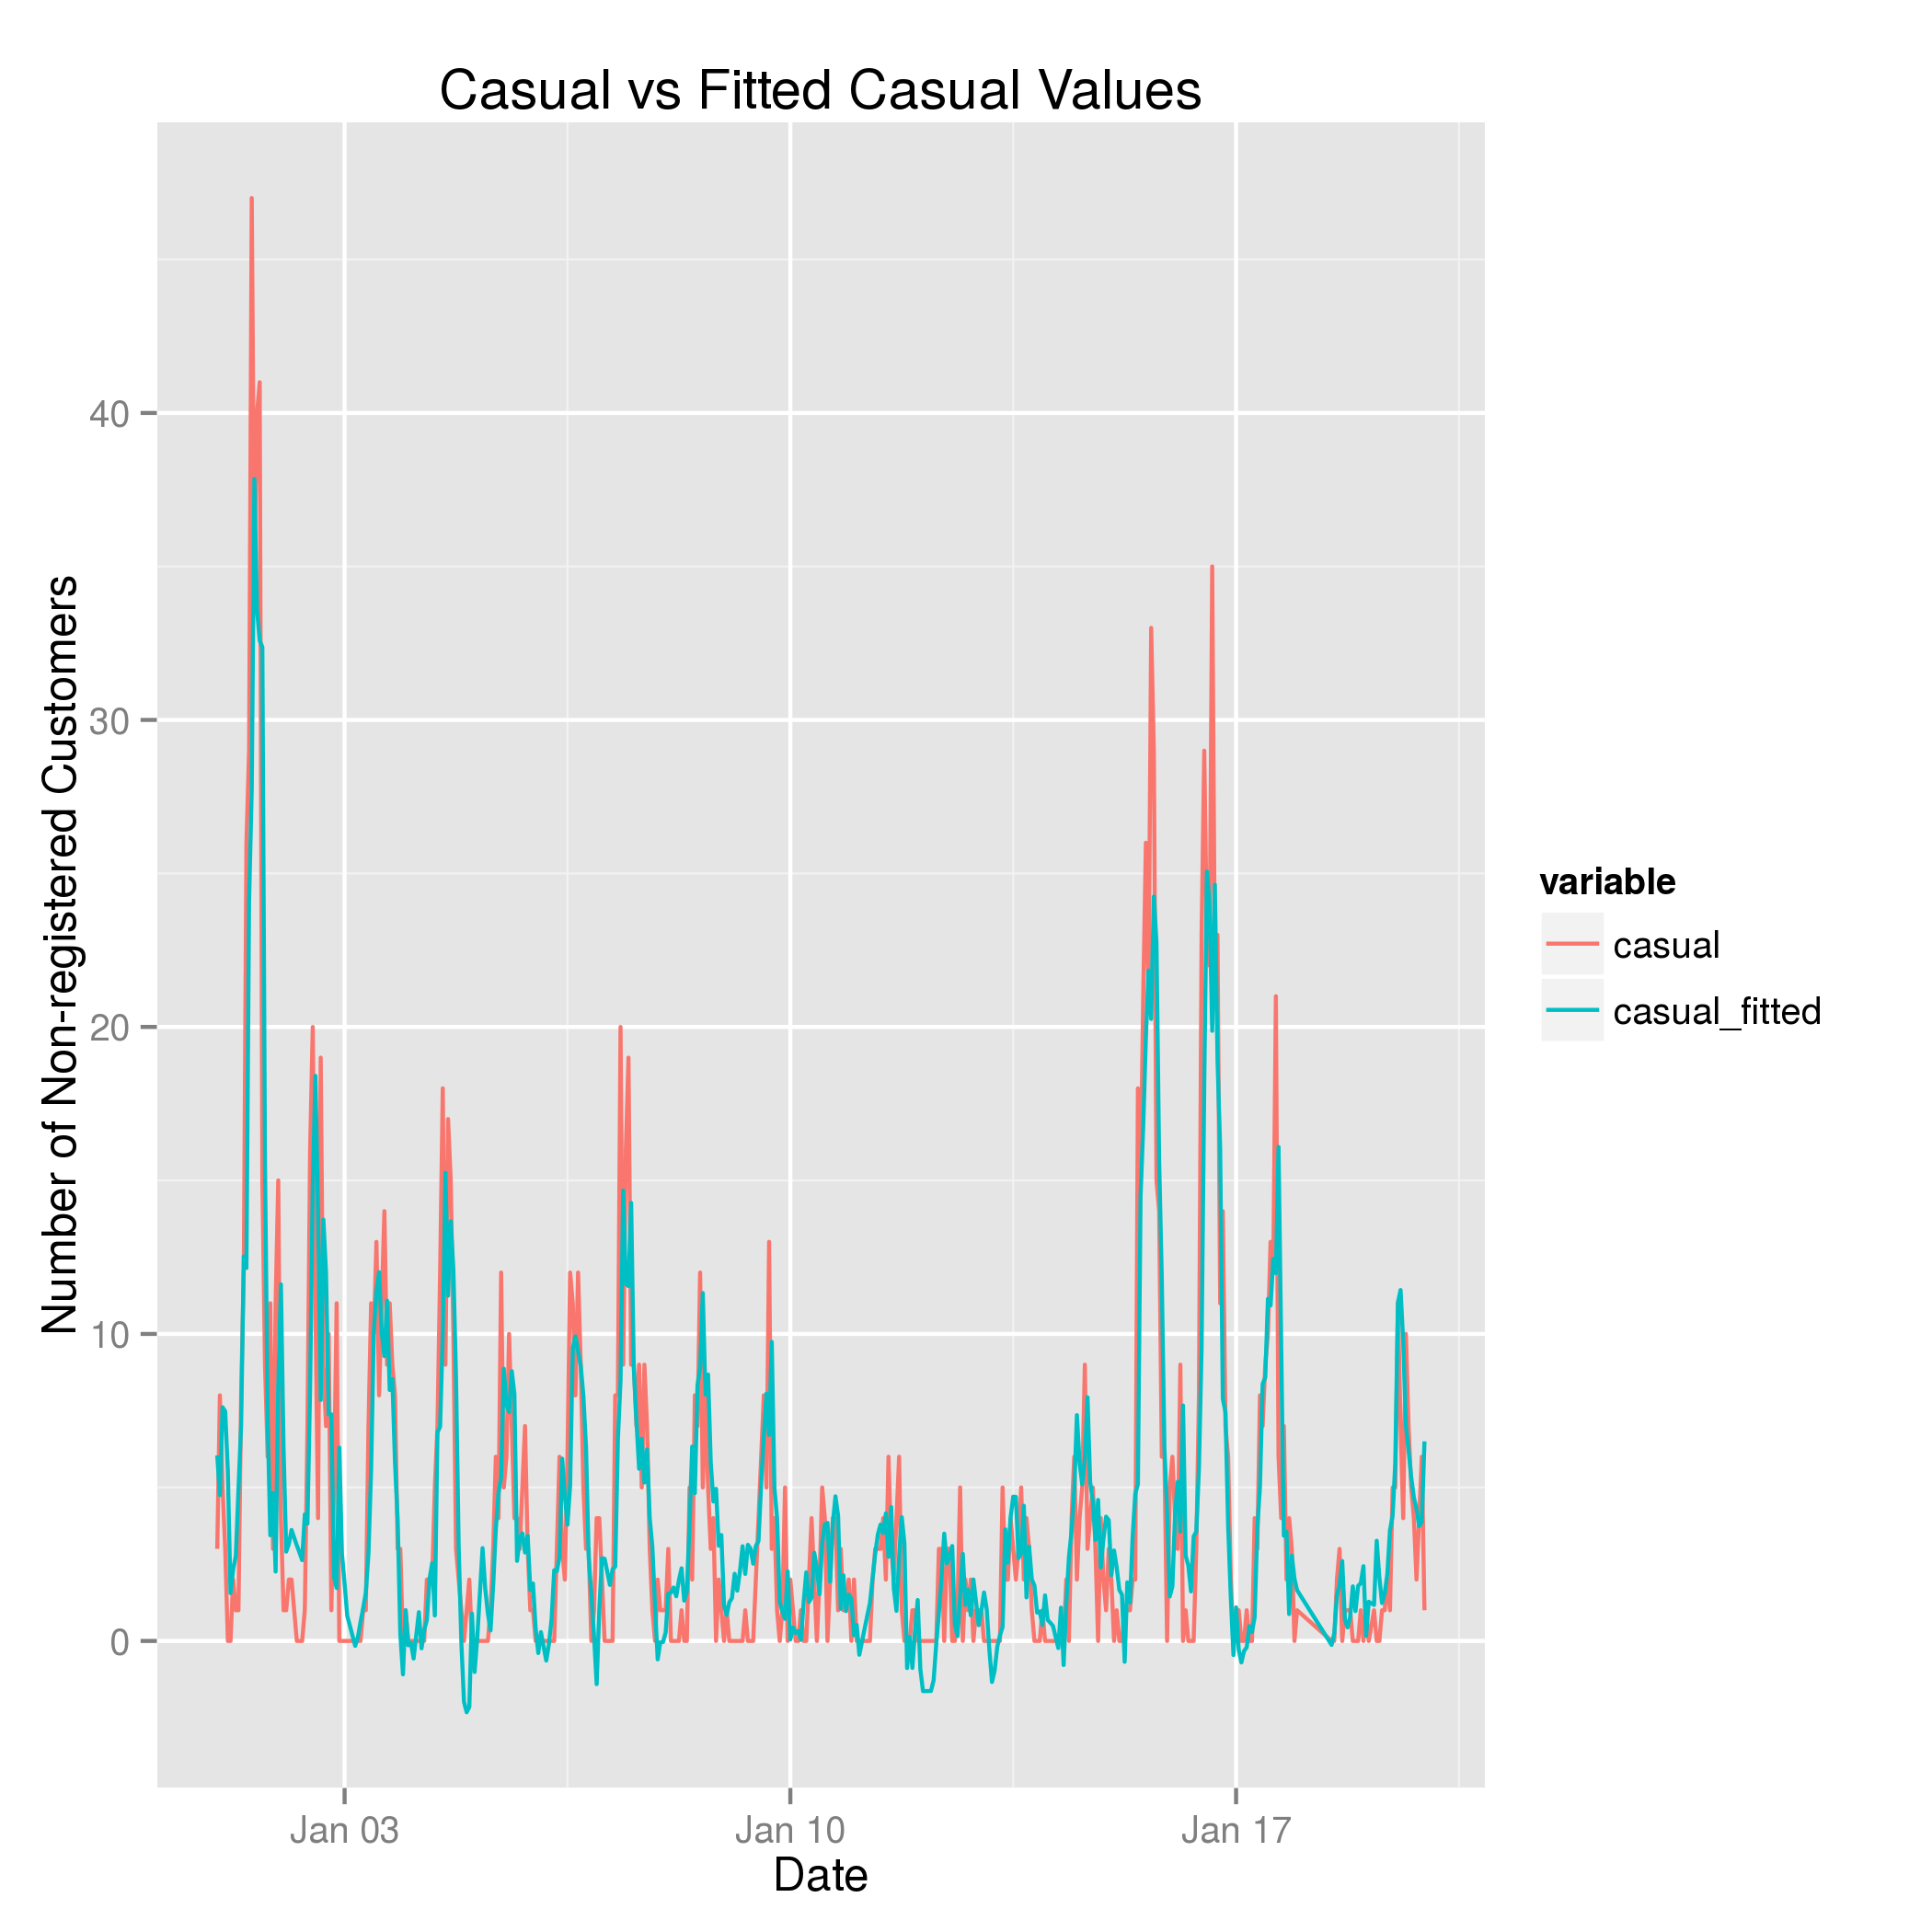 Casual vs Fitted Casual Values
Number of Non-registered Customers
40
30
20
10
0
Jan 03
Jan 10
Jan 17
Date
variable
casual
casual_fitted